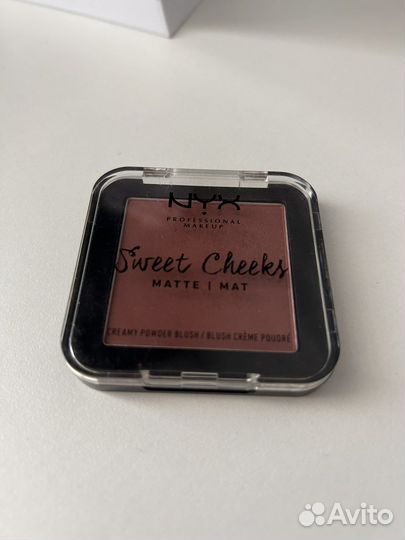 NYX
PROFESSIONAL
MAKEUP
Sweet Cheeks
MATTE | MAT
CREAMY POWDER BLUSH / BLUSH CRÈME POUDRÉ
Avito